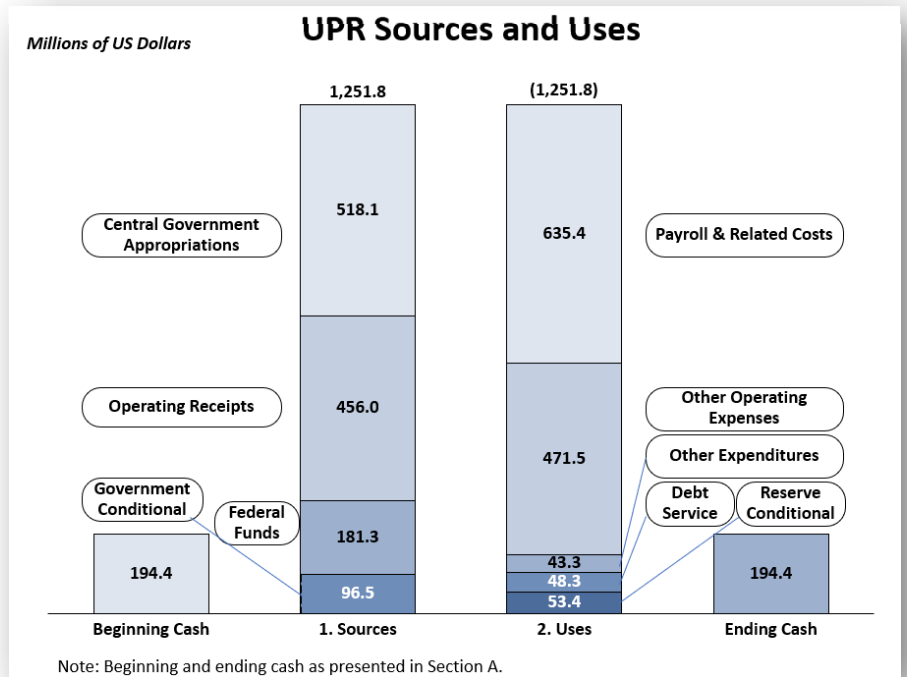 UPR Sources and Uses
Millions of US Dollars
1,251.8
(1,251.8)
518.1
635.4
Central Government
Appropriations
Payroll & Related Costs
Operating Receipts
456.0
471.5
Other Operating
Expenses
Other Expenditures
Government
Conditional
Federal
Funds
Debt
Service
Reserve
Conditional
181.3
43.3
48.3
53.4
96.5
194.4
194.4
Beginning Cash
1. Sources
2. Uses
Ending Cash
Note: Beginning and ending cash as presented in Section A.